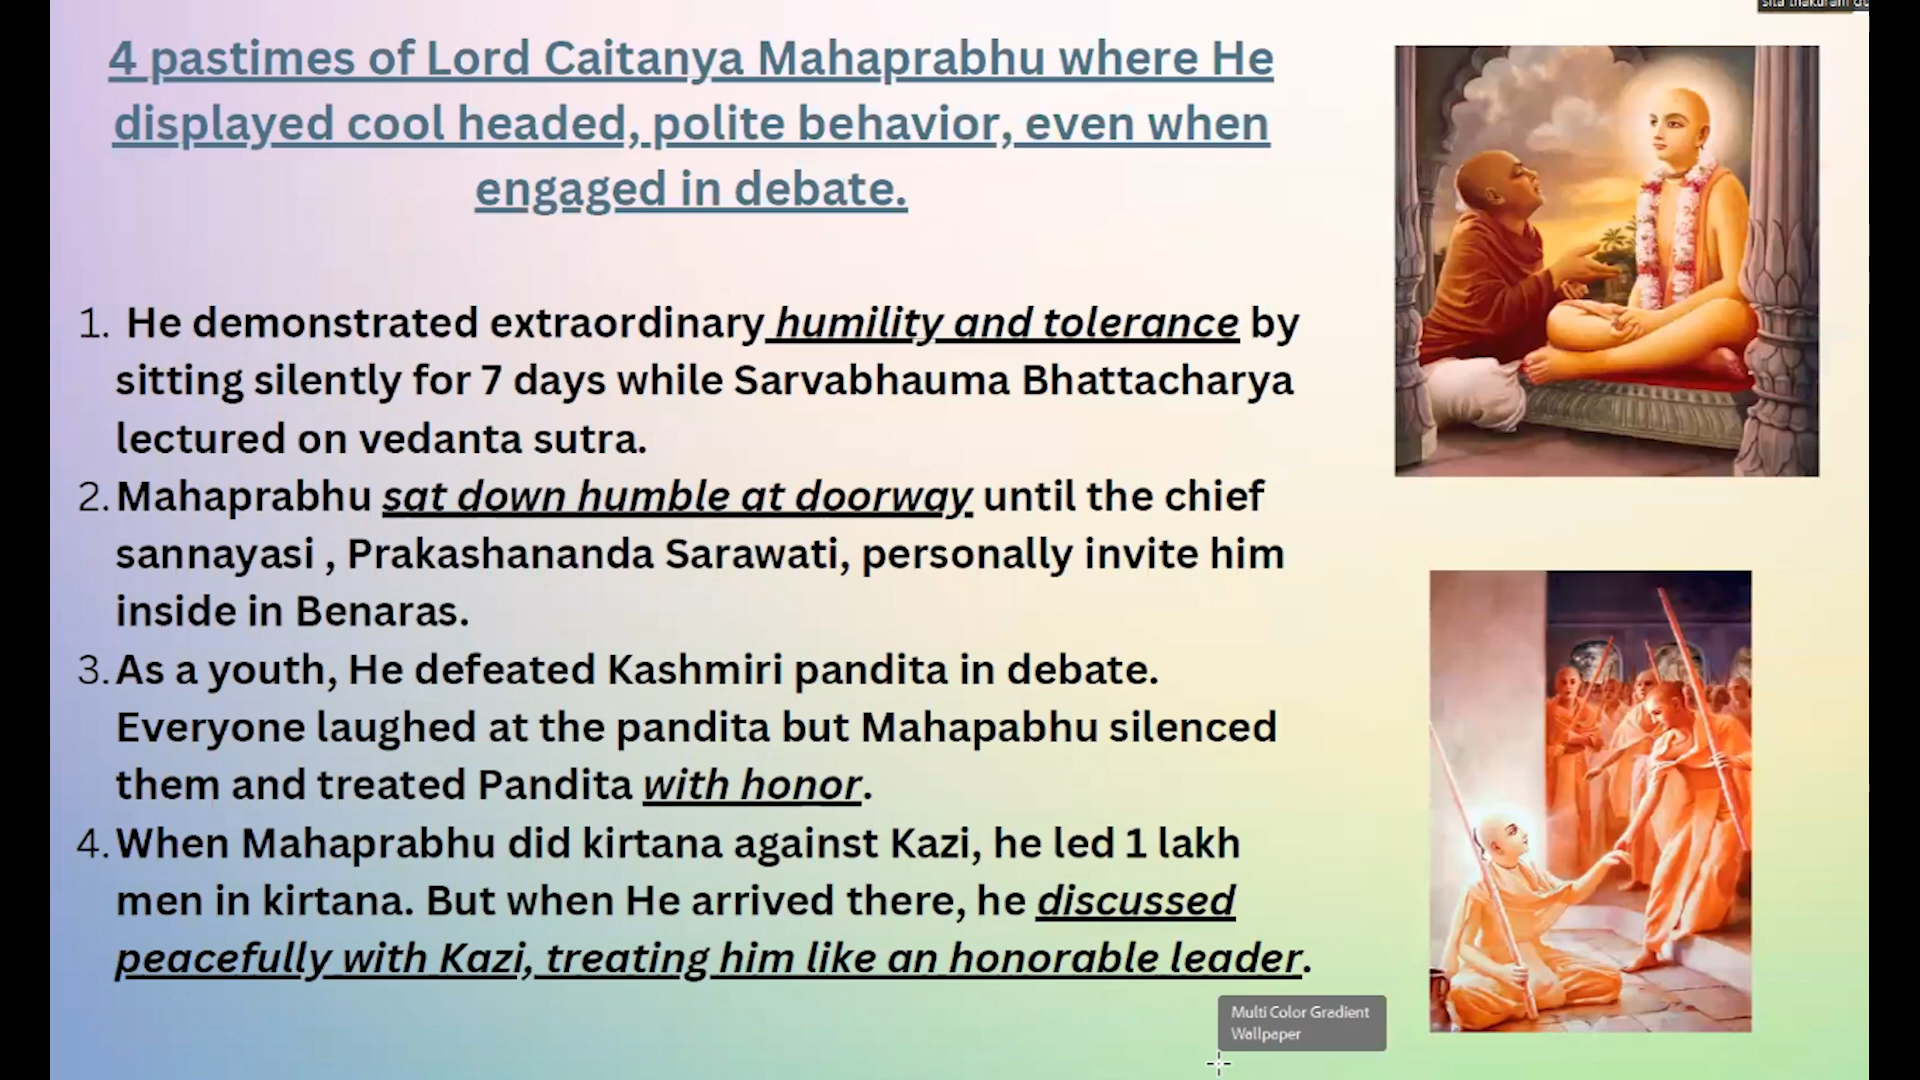 4 pastimes of Lord Caitanya Mahaprabhu where He
displayed cool headed, polite behavior, even when
engaged in debate.
1. He demonstrated extraordinary humility and tolerance by
sitting silently for 7 days while Sarvabhauma Bhattacharya
lectured on vedanta sutra.
2. Mahaprabhu sat down humble at doorway until the chief
sannayasi , Prakashananda Sarawati, personally invite him
inside in Benaras.
3. As a youth, He defeated Kashmiri pandita in debate.
Everyone laughed at the pandita but Mahapabhu silenced
them and treated Pandita with honor.
4. When Mahaprabhu did kirtana against Kazi, he led 1 lakh
men in kirtana. But when He arrived there, he discussed
peacefully with Kazi, treating him like an honorable leader.
Multi Color Gradient
Wallpaper